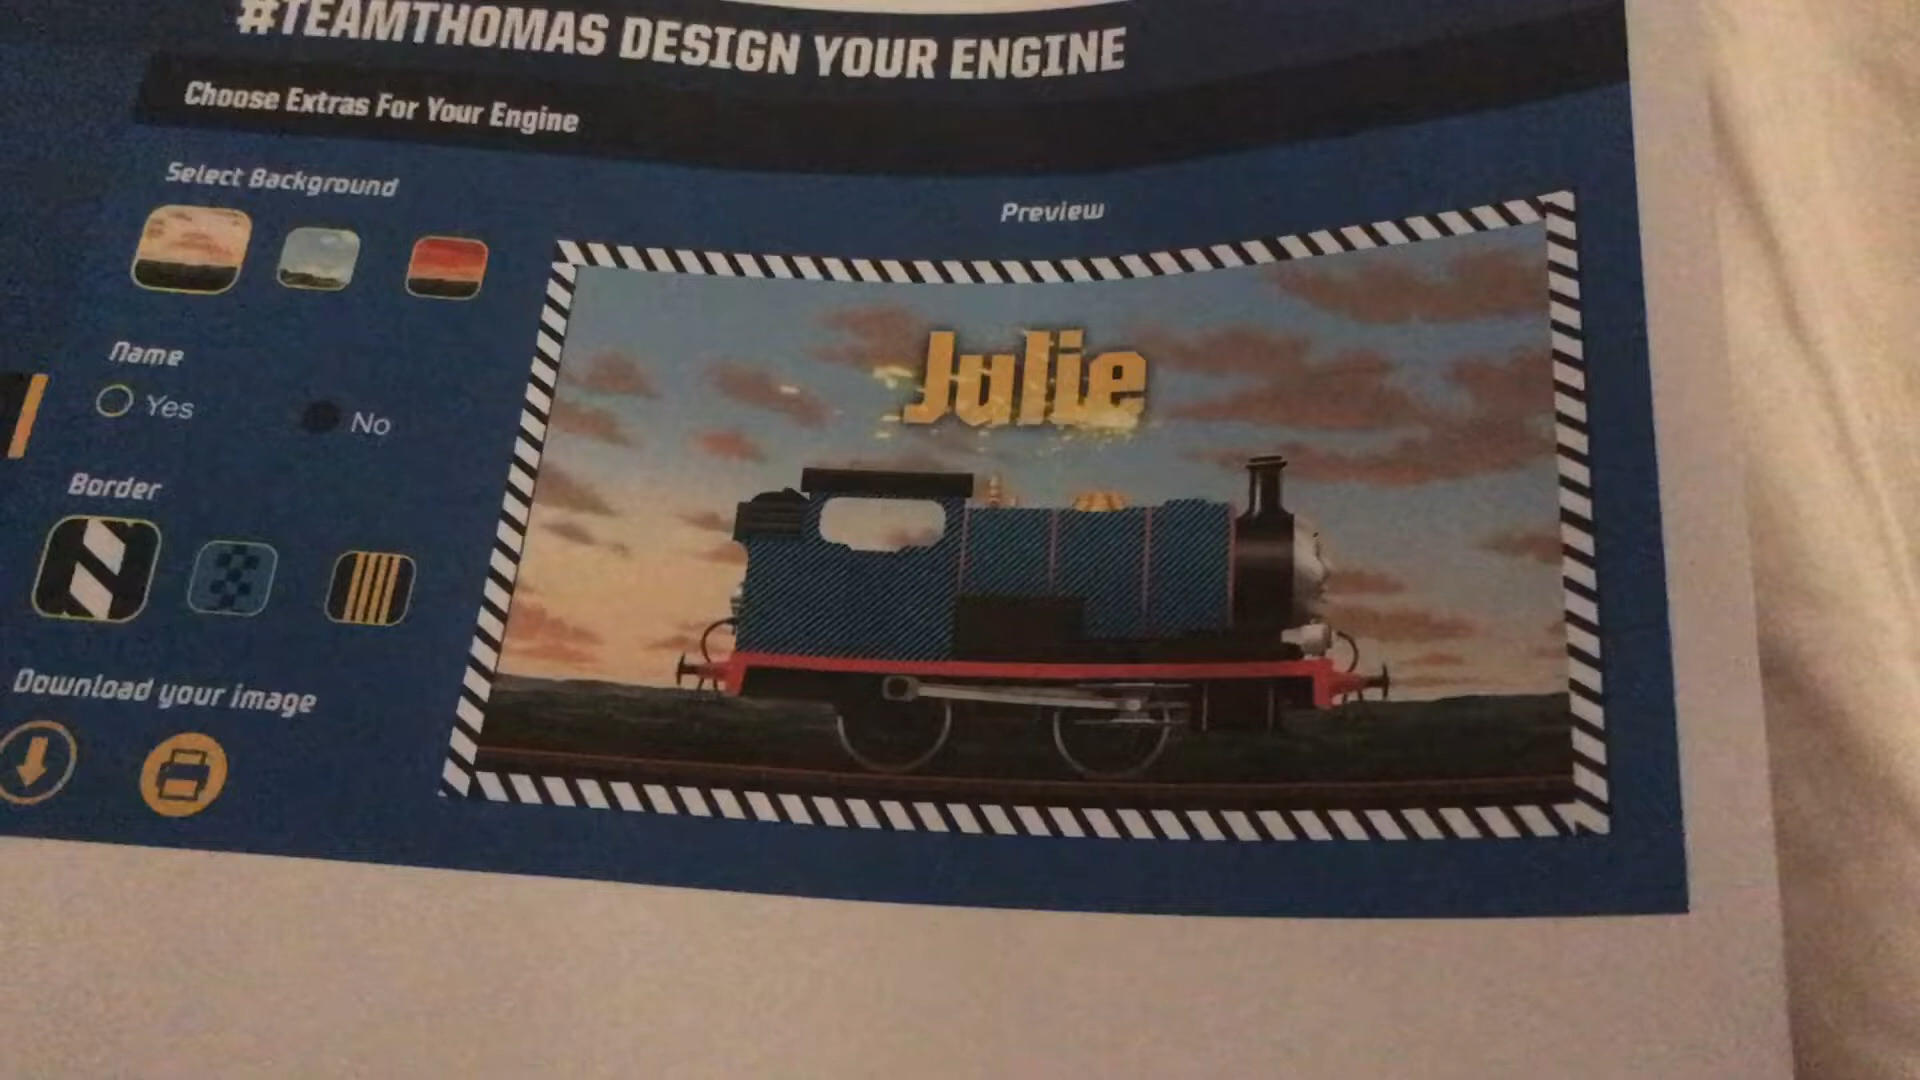 #TEAMTHOMAS DESIGN YOUR ENGINE
Choose Extras For Your Engine
Select Background
Preview
Julie
Name
Yes
No
Border
Download your image